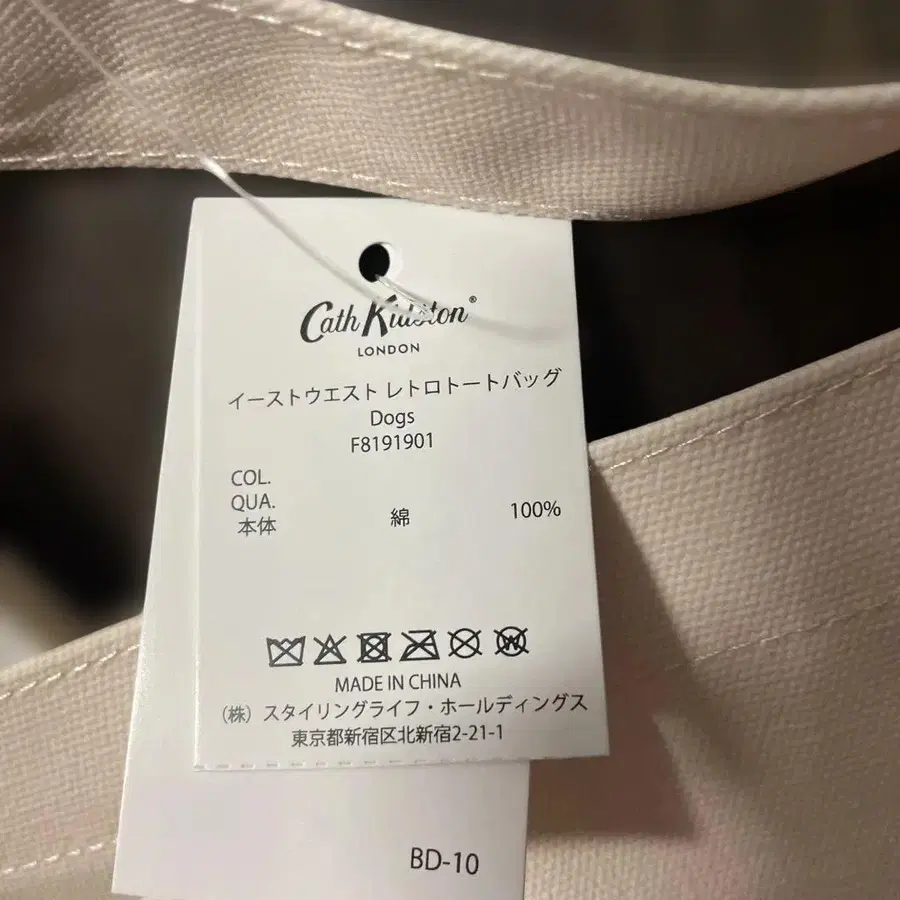 Cath Kidston®
LONDON
イーストウエスト レトロトートバッグ
Dogs
F8191901
COL.
QUA.
本体 綿 100%
MADE IN CHINA
（株）スタイリングライフ・ホールディングス
東京都新宿区北新宿2-21-1
BD-10